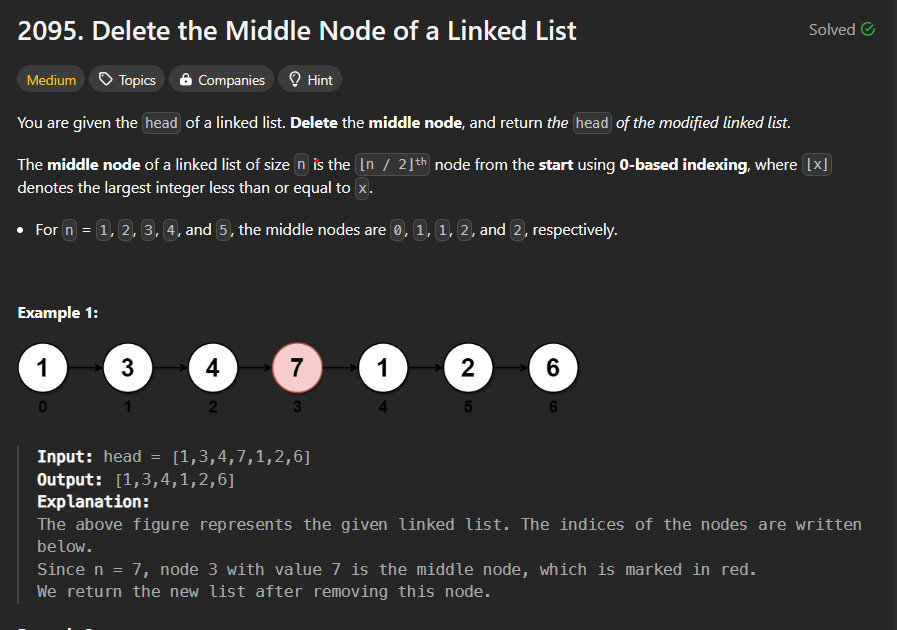 2095. Delete the Middle Node of a Linked List
Solved
Medium Topics Companies Hint
You are given the head of a linked list. Delete the middle node, and return the head of the modified linked list.
The middle node of a linked list of size n is the ⌊n / 2⌋th node from the start using 0-based indexing, where ⌊x⌋
denotes the largest integer less than or equal to x.
• For n = 1, 2, 3, 4, and 5, the middle nodes are 0, 1, 1, 2, and 2, respectively.
Example 1:
1 3 4 7 1 2 6
0 1 2 3 4 5 6
Input: head = [1,3,4,7,1,2,6]
Output: [1,3,4,1,2,6]
Explanation:
The above figure represents the given linked list. The indices of the nodes are written
below.
Since n = 7, node 3 with value 7 is the middle node, which is marked in red.
We return the new list after removing this node.